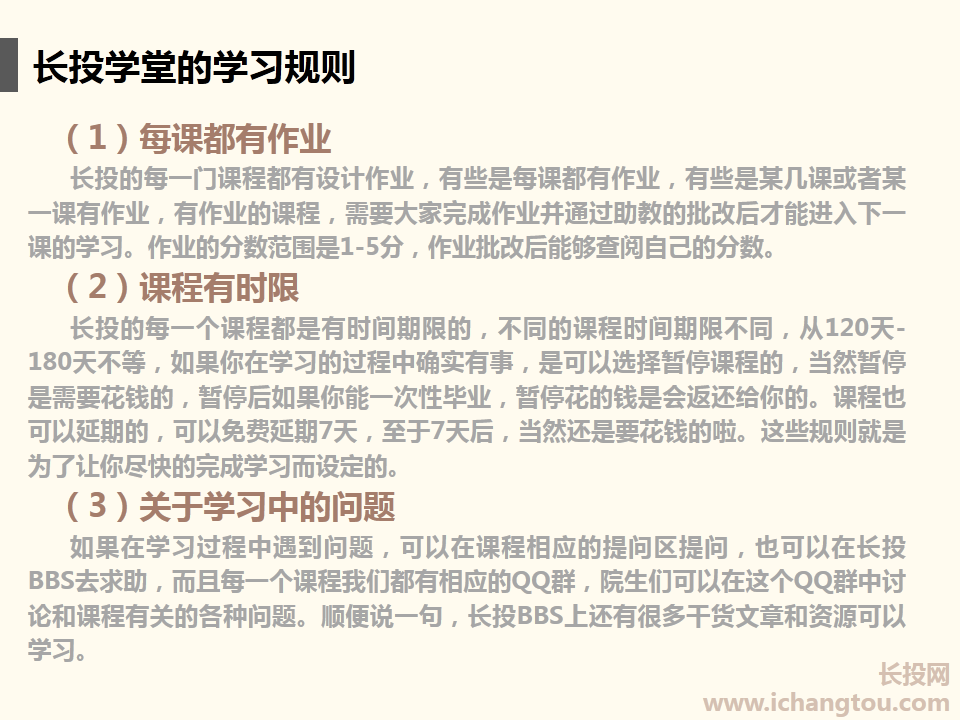 长投学堂的学习规则
（1）每课都有作业
长投的每一门课程都有设计作业，有些是每课都有作业，有些是某几课或者某
一课有作业，有作业的课程，需要大家完成作业并通过助教的批改后才能进入下一
课的学习。作业的分数范围是1-5分，作业批改后能够查阅自己的分数。
（2）课程有时限
长投的每一个课程都是有时间期限的，不同的课程时间期限不同，从120天-
180天不等，如果你在学习的过程中确实有事，是可以选择暂停课程的，当然暂停
是需要花钱的，暂停后如果你能一次性毕业，暂停花的钱是会返还给你的。课程也
可以延期的，可以免费延期7天，至于7天后，当然还是要花钱的啦。这些规则就是
为了让你尽快的完成学习而设定的。
（3）关于学习中的问题
如果在学习过程中遇到问题，可以在课程相应的提问区提问，也可以在长投
BBS去求助，而且每一个课程我们都有相应的QQ群，院生们可以在这个QQ群中讨
论和课程有关的各种问题。顺便说一句，长投BBS上还有很多干货文章和资源可以
学习。
长投网
www.ichangtou.com